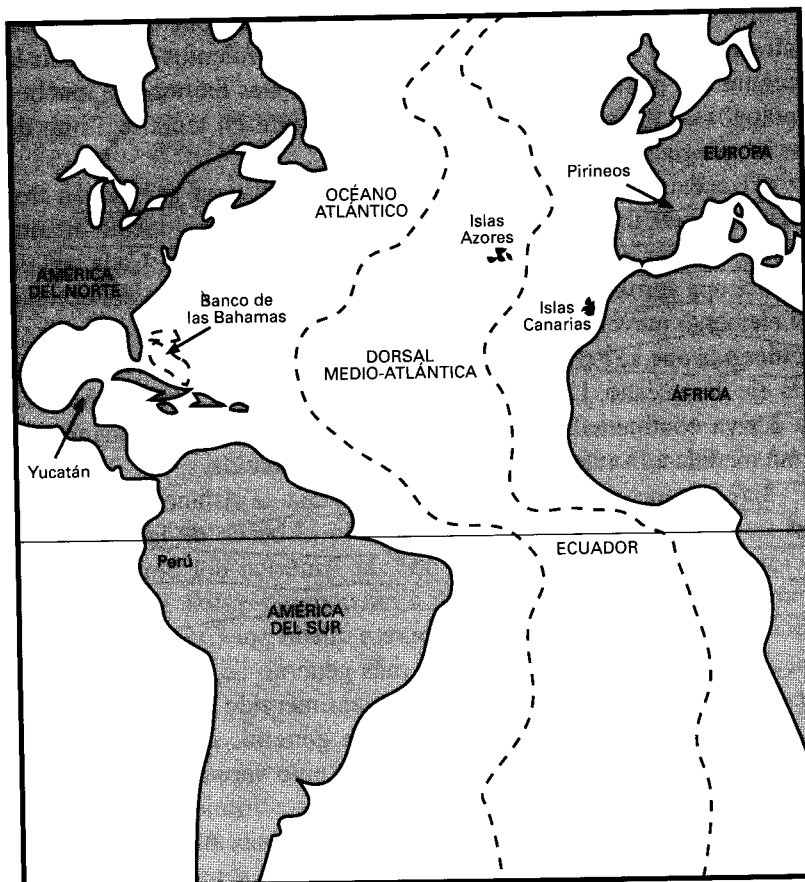 EUROPA
Pirineos
OCÉANO
ATLÁNTICO
Islas
Azores
AMÉRICA
DEL NORTE
Banco de
las Bahamas
Islas
Canarias
DORSAL
MEDIO-ATLÁNTICA
ÁFRICA
Yucatán
ECUADOR
Perú
AMÉRICA
DEL SUR